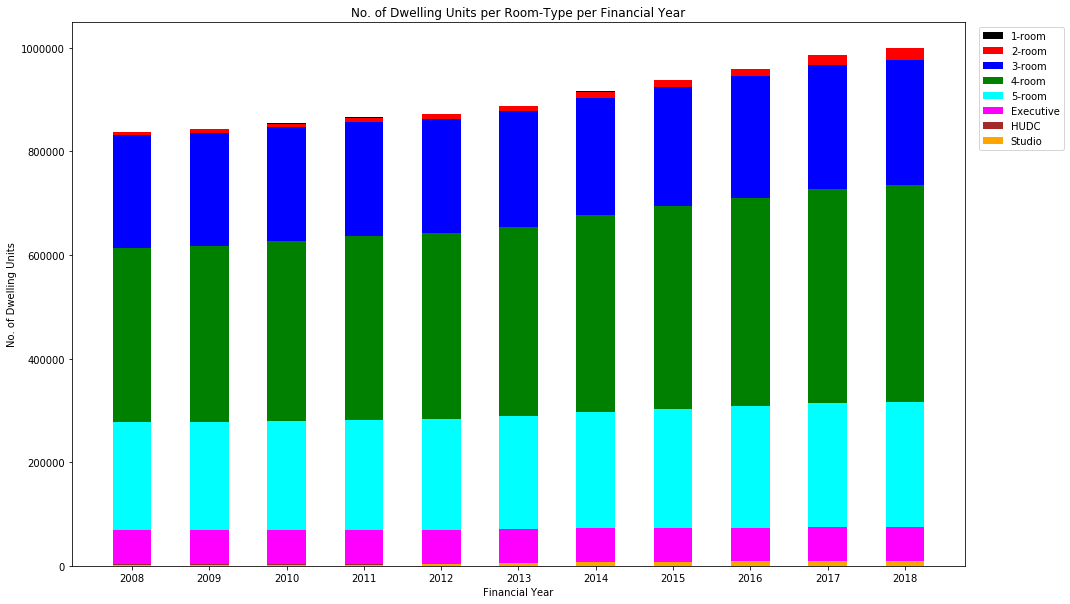 No. of Dwelling Units per Room-Type per Financial Year
1000000
800000
600000
400000
200000
0
No. of Dwelling Units
2008 2009 2010 2011 2012 2013 2014 2015 2016 2017 2018
Financial Year
1-room
2-room
3-room
4-room
5-room
Executive
HUDC
Studio